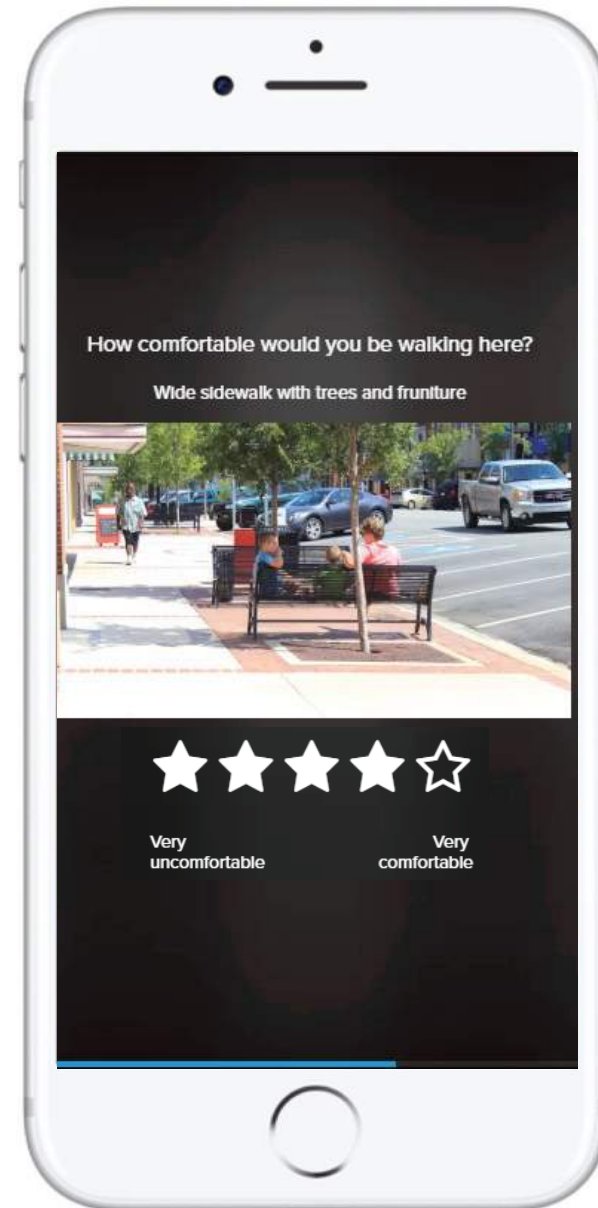 How comfortable would you be walking here?
Wide sidewalk with trees and fruniture
Very
uncomfortable
Very
comfortable